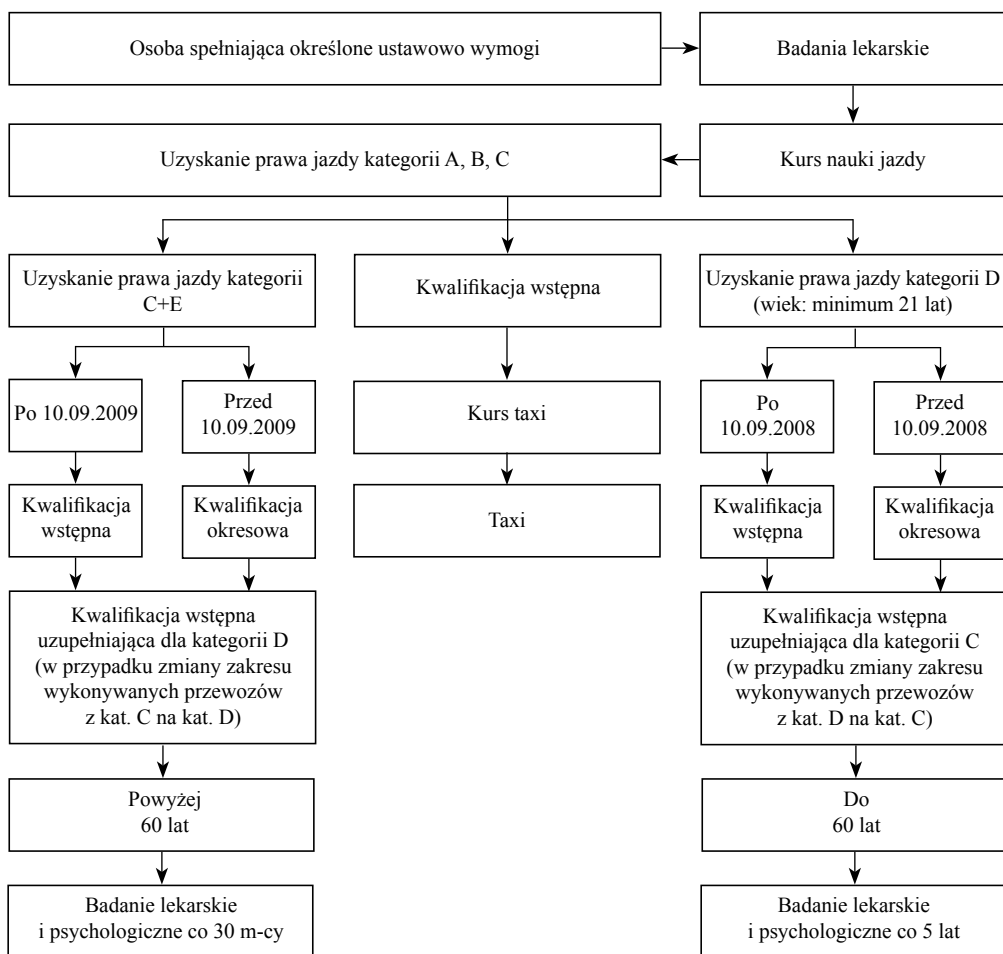 Osoba spełniająca określone ustawowo wymogi
Badania lekarskie
Uzyskanie prawa jazdy kategorii A, B, C
Kurs nauki jazdy
Uzyskanie prawa jazdy kategorii
C+E
Kwalifikacja wstępna
Uzyskanie prawa jazdy kategorii D
(wiek: minimum 21 lat)
Po 10.09.2009
Przed
10.09.2009
Kurs taxi
Po
10.09.2008
Przed
10.09.2008
Kwalifikacja
wstępna
Kwalifikacja
okresowa
Taxi
Kwalifikacja
wstępna
Kwalifikacja
okresowa
Kwalifikacja wstępna
uzupełniająca dla kategorii D
(w przypadku zmiany zakresu
wykonywanych przewozów
z kat. C na kat. D)
Kwalifikacja wstępna
uzupełniająca dla kategorii C
(w przypadku zmiany zakresu
wykonywanych przewozów
z kat. D na kat. C)
Powyżej
60 lat
Do
60 lat
Badanie lekarskie
i psychologiczne co 30 m-cy
Badanie lekarskie
i psychologiczne co 5 lat